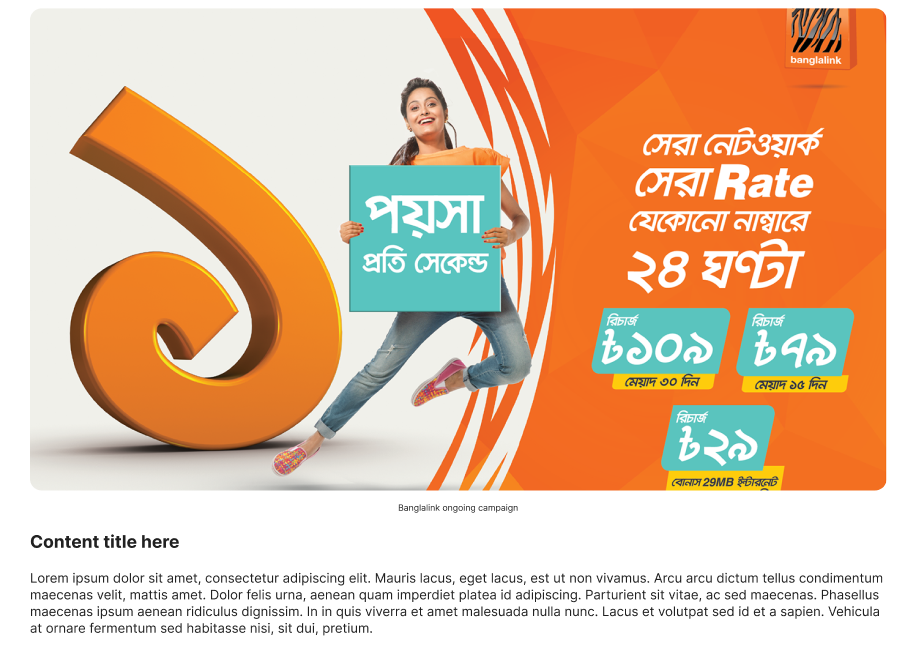 ১
পয়সা
প্রতি সেকেন্ড
banglalink
সেরা নেটওয়ার্ক
সেরা Rate
যেকোনো নাম্বারে
২৪ ঘণ্টা
রিচার্জ
৳১০৯
মেয়াদ ৩০ দিন
রিচার্জ
৳৭৯
মেয়াদ ১৫ দিন
রিচার্জ
৳২৯
বোনাস 29MB ইন্টারনেট
Banglalink ongoing campaign
Content title here
Lorem ipsum dolor sit amet, consectetur adipiscing elit. Mauris lacus, eget lacus, est ut non vivamus. Arcu arcu dictum tellus condimentum
maecenas velit, mattis amet. Dolor felis urna, aenean quam imperdiet platea id adipiscing. Parturient sit vitae, ac sed maecenas. Phasellus
maecenas ipsum aenean ridiculus dignissim. In in quis viverra et amet malesuada nulla nunc. Lacus et volutpat sed id et a sapien. Vehicula
at ornare fermentum sed habitasse nisi, sit dui, pretium.